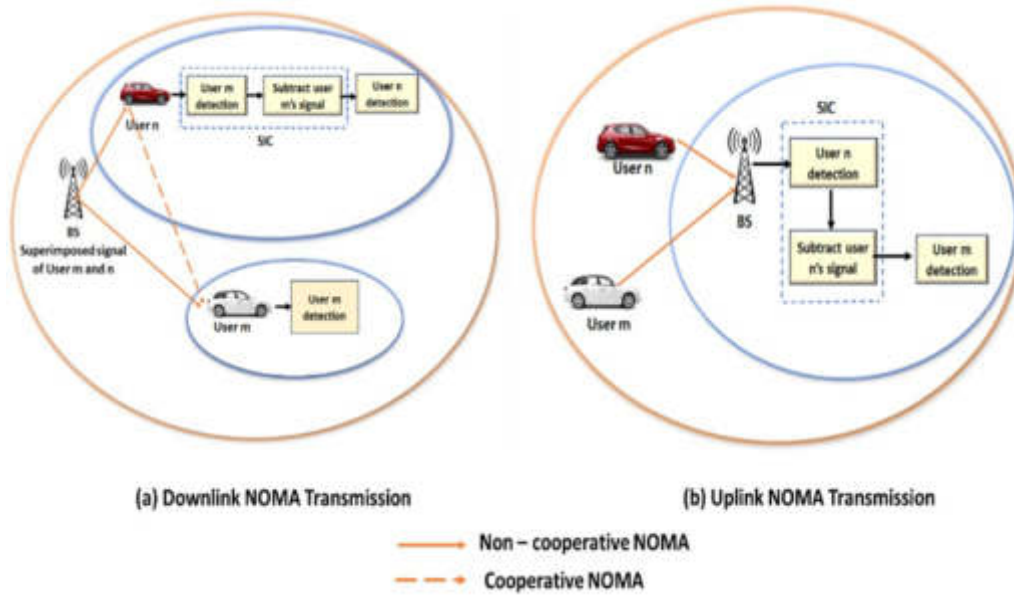 User m
detection
Subtract user
m's signal
User n
detection
User n
SIC
BS
Superimposed signal
of User m and n
User m
User m
detection
SIC
User n
User n
detection
BS
Subtract user
n's signal
User m
detection
User m
(a) Downlink NOMA Transmission
(b) Uplink NOMA Transmission
Non – cooperative NOMA
Cooperative NOMA